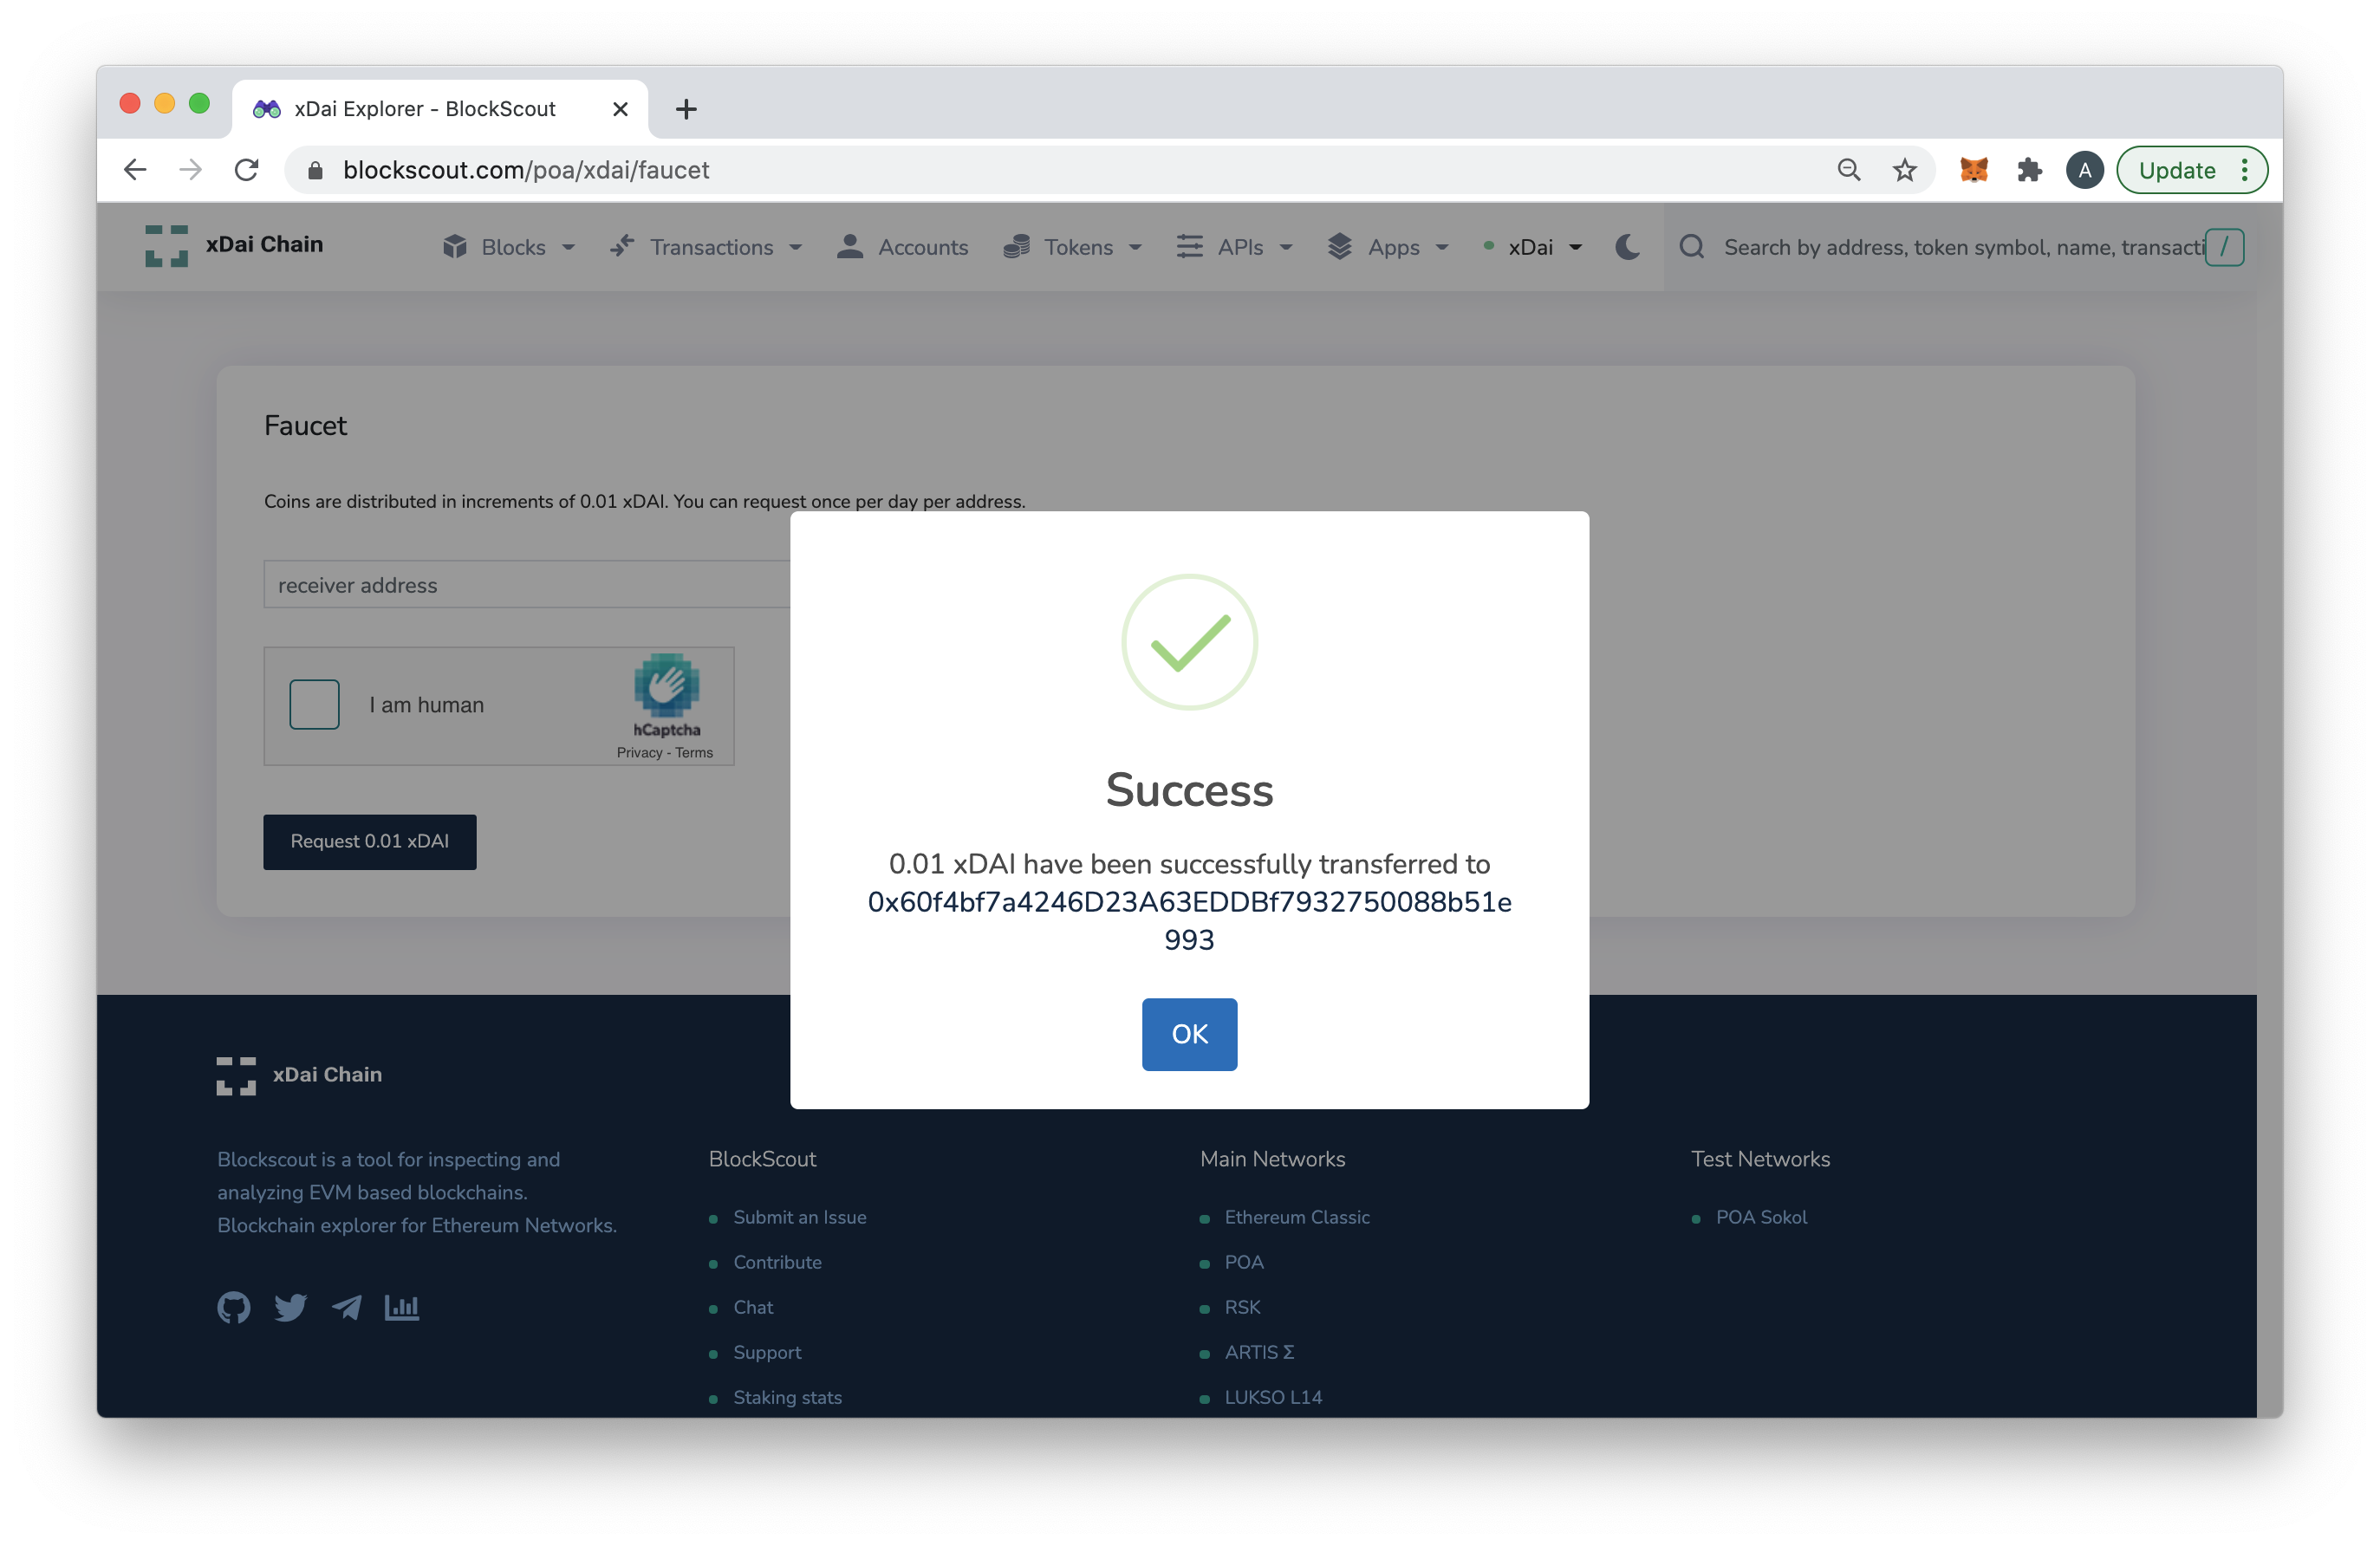 xDai Explorer - BlockScout
blockscout.com/poa/xdai/faucet
A
Update
xDai Chain
Blocks
Transactions
Accounts
Tokens
APIs
Apps
xDai
Search by address, token symbol, name, transacti
/
Faucet
Coins are distributed in increments of 0.01 xDAI. You can request once per day per address.
receiver address
I am human
hCaptcha
Privacy - Terms
Request 0.01 xDAI
Success
0.01 xDAI have been successfully transferred to
0x60f4bf7a4246D23A63EDDBf7932750088b51e
993
OK
xDai Chain
Blockscout is a tool for inspecting and
analyzing EVM based blockchains.
Blockchain explorer for Ethereum Networks.
BlockScout
Submit an Issue
Contribute
Chat
Support
Staking stats
Main Networks
Ethereum Classic
POA
RSK
ARTIS Σ
LUKSO L14
Test Networks
POA Sokol